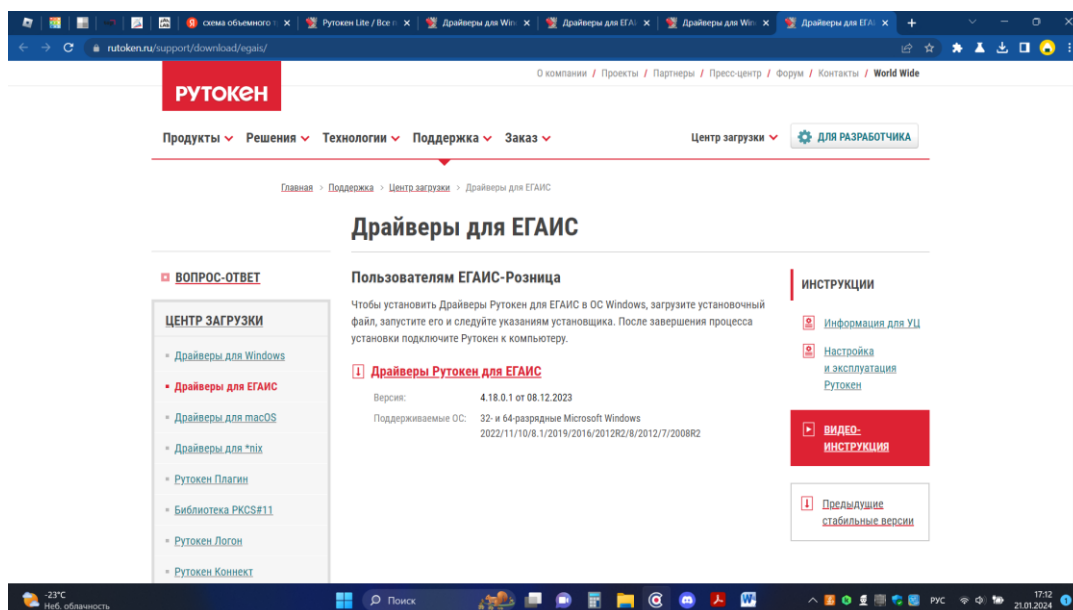 схема объемного
Рутокен Lite / Все
Драйверы для Win
Драйверы для ЕГАИ
Драйверы для Win
Драйверы для ЕГАИ
rutoken.ru/support/download/egais/
О компании / Проекты / Партнеры / Пресс-центр / Форум / Контакты / World Wide
рутокен
Продукты Решения Технологии Поддержка Заказ Центр загрузки ДЛЯ РАЗРАБОТЧИКА
Главная > Поддержка > Центр загрузки > Драйверы для ЕГАИС
Драйверы для ЕГАИС
ВОПРОС-ОТВЕТ
ЦЕНТР ЗАГРУЗКИ
Драйверы для Windows
Драйверы для ЕГАИС
Драйверы для macOS
Драйверы для *nix
Рутокен Плагин
Библиотека PKCS#11
Рутокен Логон
Рутокен Коннект
Пользователям ЕГАИС-Розница
Чтобы установить Драйверы Рутокен для ЕГАИС в ОС Windows, загрузите установочный
файл, запустите его и следуйте указаниям установщика. После завершения процесса
установки подключите Рутокен к компьютеру.
Драйверы Рутокен для ЕГАИС
Версия: 4.18.0.1 от 08.12.2023
Поддерживаемые ОС: 32- и 64-разрядные Microsoft Windows
2022/11/10/8.1/2019/2016/2012R2/8/2012/7/2008R2
ИНСТРУКЦИИ
Информация для УЦ
Настройка
и эксплуатация
Рутокен
ВИДЕО-
ИНСТРУКЦИЯ
Предыдущие
стабильные версии
-23°C
Неб. облачность
Поиск
РУС
17:12
21.01.2024